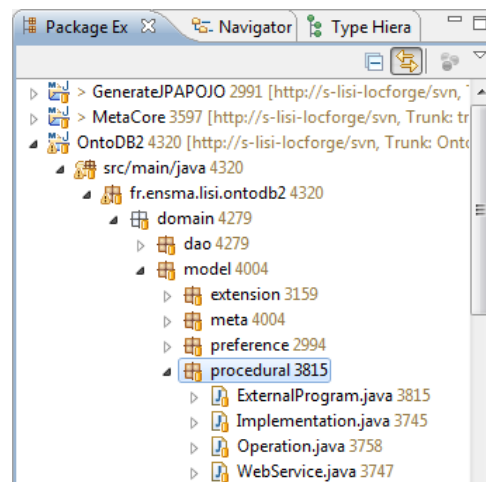 Package Ex Navigator Type Hiera
> GenerateJPAPOJO 2991 [http://s-lisi-locforge/svn, T
> MetaCore 3597 [http://s-lisi-locforge/svn, Trunk: tr
OntoDB2 4320 [http://s-lisi-locforge/svn, Trunk: Onto
src/main/java 4320
fr.ensma.lisi.ontodb2 4320
domain 4279
dao 4279
model 4004
extension 3159
meta 4004
preference 2994
procedural 3815
ExternalProgram.java 3815
Implementation.java 3745
Operation.java 3758
WebService.java 3747